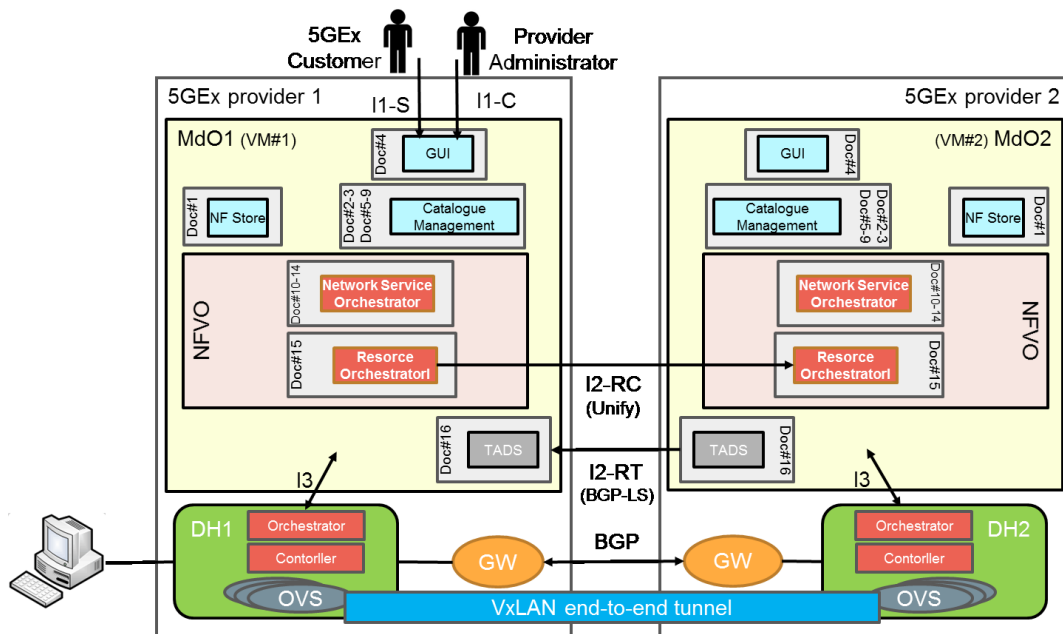 5GEx
Customer
Provider
Administrator
5GEx provider 1
I1-S
I1-C
5GEx provider 2
MdO1 (VM#1)
Doc#4
GUI
GUI
Doc#4
(VM#2) MdO2
Doc#1
NF Store
Doc#2-3
Doc#5-9
Catalogue
Management
Catalogue
Management
Doc#2-3
Doc#5-9
NF Store
Doc#1
NFVO
Doc#10-14
Network Service
Orchestrator
Network Service
Orchestrator
Doc#10-14
NFVO
Doc#15
Resorce
Orchestratorl
Resorce
Orchestratorl
Doc#15
I2-RC
(Unify)
Doc#16
TADS
TADS
Doc#16
I2-RT
(BGP-LS)
I3
I3
DH1
Orchestrator
Contorller
OVS
GW
BGP
GW
Orchestrator
Contorller
OVS
DH2
VxLAN end-to-end tunnel